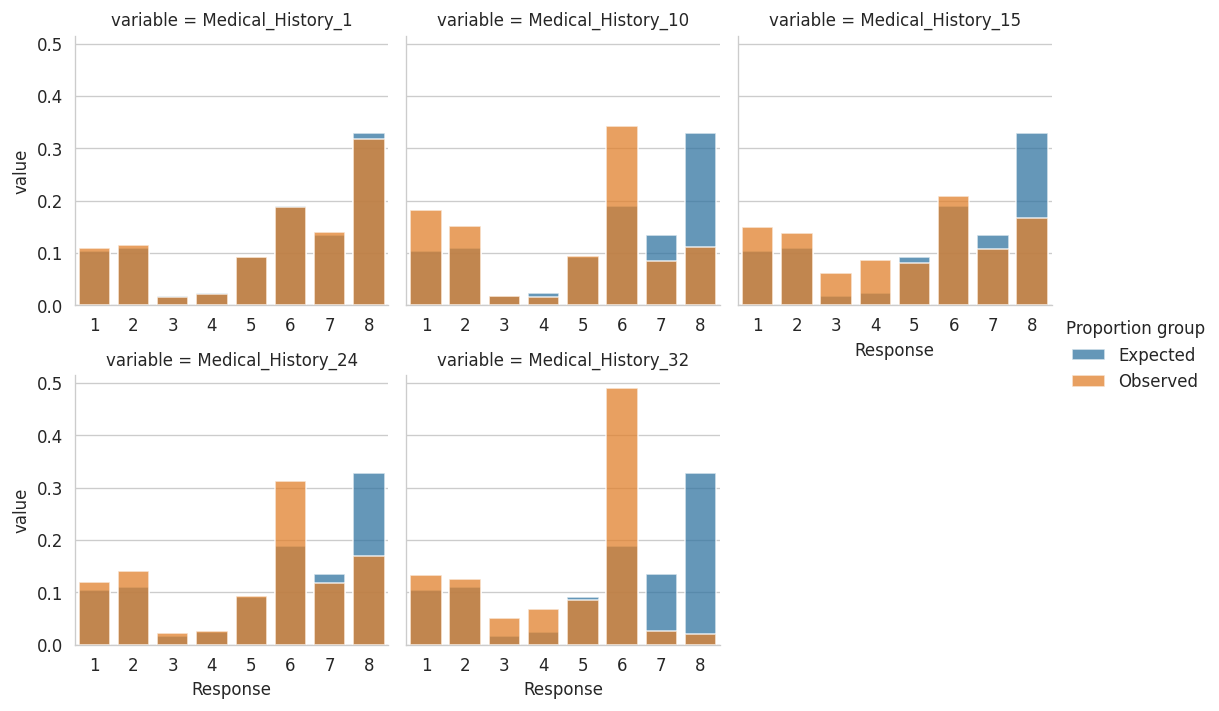 variable = Medical_History_1
variable = Medical_History_10
variable = Medical_History_15
0.5
0.4
0.3
0.2
0.1
0.0
value
1 2 3 4 5 6 7 8
1 2 3 4 5 6 7 8
1 2 3 4 5 6 7 8
Response
Proportion group
Expected
Observed
variable = Medical_History_24
variable = Medical_History_32
0.5
0.4
0.3
0.2
0.1
0.0
value
1 2 3 4 5 6 7 8
1 2 3 4 5 6 7 8
Response
Response